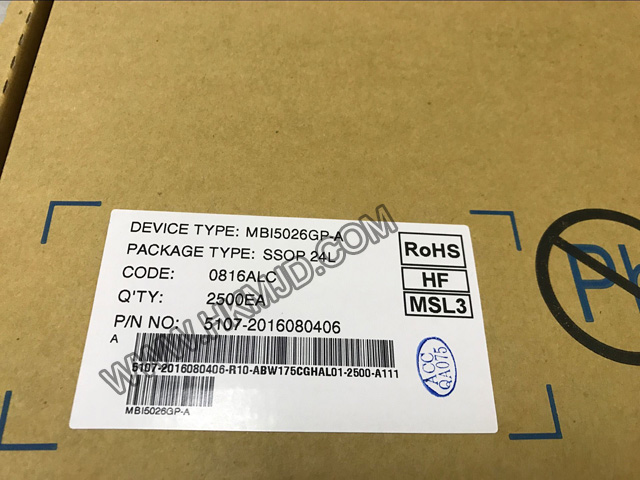 DEVICE TYPE: MBI5026GP-A
PACKAGE TYPE: SSOP 24L
CODE: 0816ALC
Q'TY: 2500EA
P/N NO: 5107-2016080406
RoHS
HF
MSL3
A
5107-2016080406-R10-ABW175CGHAL01-2500-A111
MBI5026GP-A
ACC
QA075
Pb
WWW.HKMJD.COM